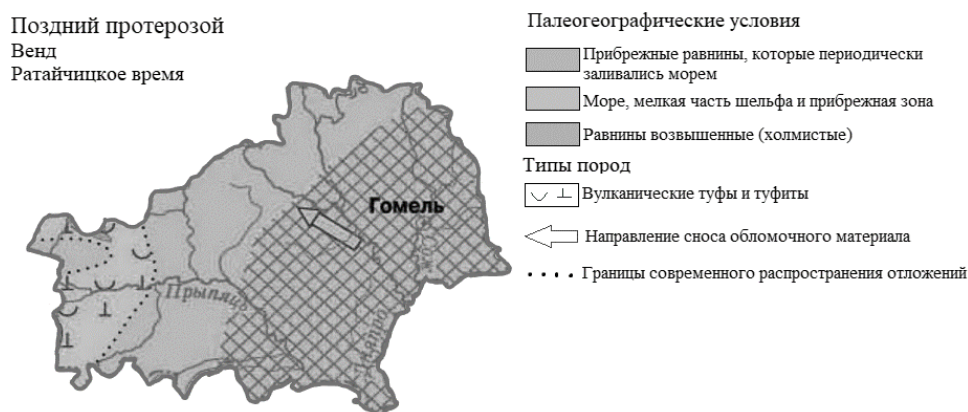 Поздний протерозой
Венд
Ратайчицкое время
Палеогеографические условия
Прибрежные равнины, которые периодически
заливались морем
Море, мелкая часть шельфа и прибрежная зона
Равнины возвышенные (холмистые)
Типы пород
Вулканические туфы и туфиты
Направление сноса обломочного материала
Границы современного распространения отложений
Гомель
Прыпяць